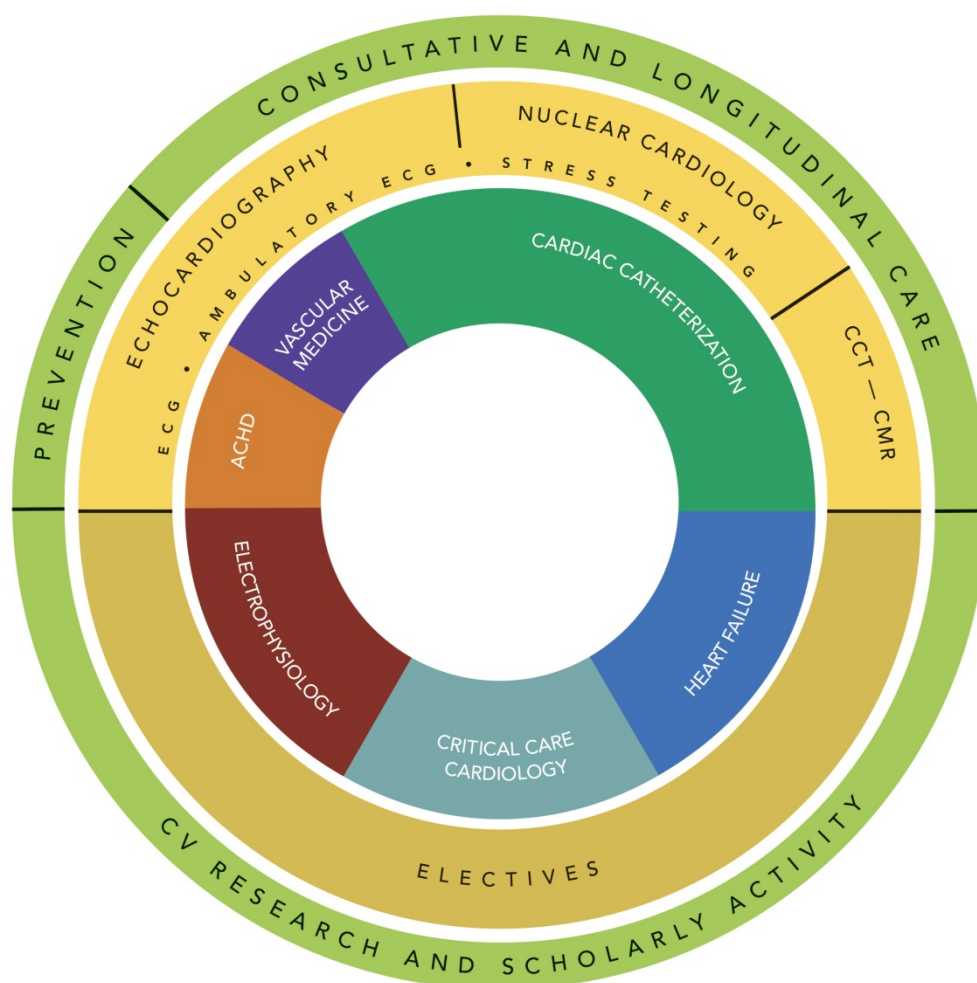 CONSULTATIVE AND LONGITUDINAL CARE
PREVENTION
CV RESEARCH AND SCHOLARLY ACTIVITY
ECHOCARDIOGRAPHY
NUCLEAR CARDIOLOGY
CCT — CMR
ECG • AMBULATORY ECG • STRESS TESTING
ELECTIVES
CARDIAC CATHETERIZATION
HEART FAILURE
CRITICAL CARE
CARDIOLOGY
ELECTROPHYSIOLOGY
ACHD
VASCULAR
MEDICINE